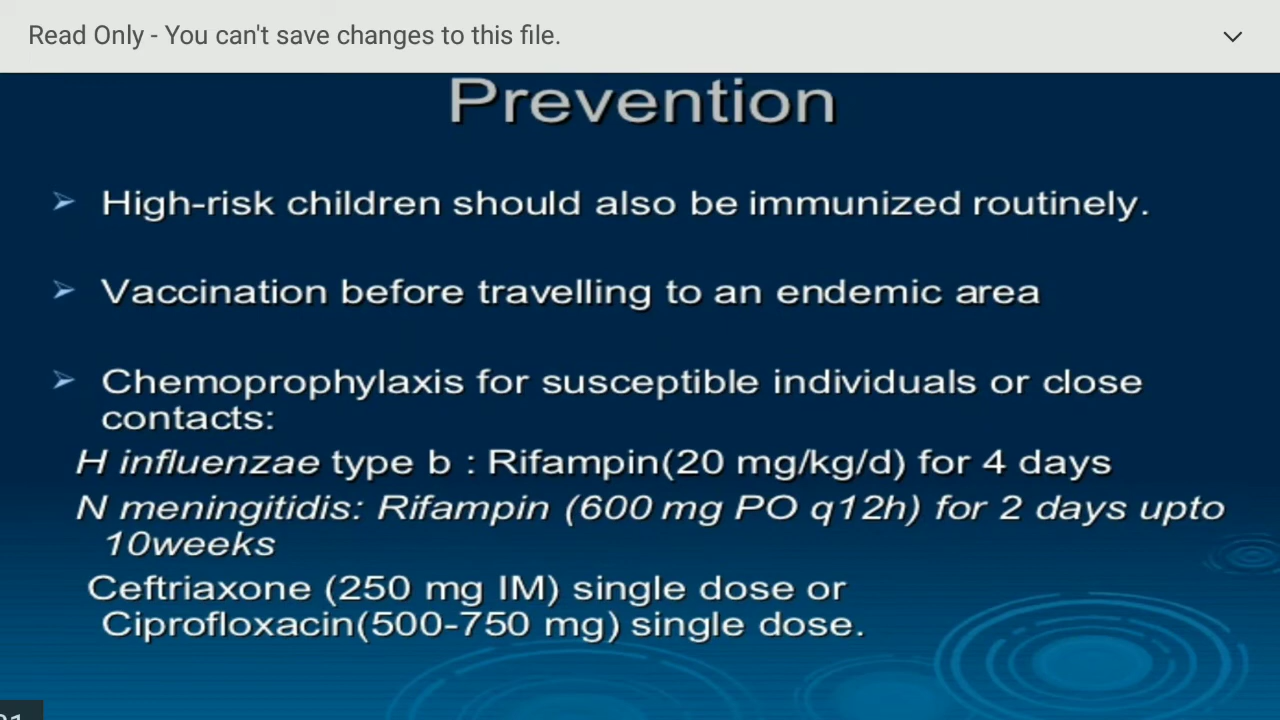 Read Only - You can't save changes to this file.
Prevention
➢ High-risk children should also be immunized routinely.
➢ Vaccination before travelling to an endemic area
➢ Chemoprophylaxis for susceptible individuals or close
contacts:
H influenzae type b : Rifampin(20 mg/kg/d) for 4 days
N meningitidis: Rifampin (600 mg PO q12h) for 2 days upto
10weeks
Ceftriaxone (250 mg IM) single dose or
Ciprofloxacin(500-750 mg) single dose.